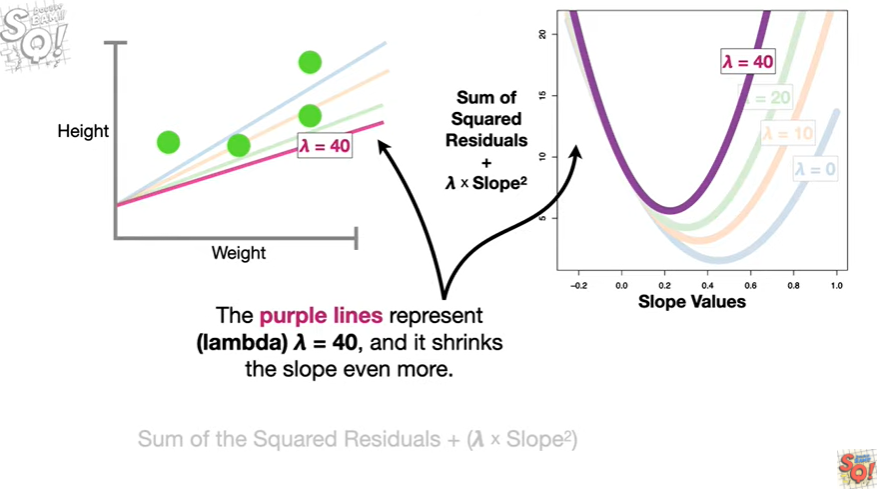 SQ!
Height
λ = 40
Weight
Sum of
Squared
Residuals
+
λ x Slope²
20
15
10
5
λ = 40
= 20
λ = 10
λ = 0
-0.2 0.0 0.2 0.4 0.6 0.8 1.0
Slope Values
The purple lines represent
(lambda) λ = 40, and it shrinks
the slope even more.
Sum of the Squared Residuals + (λ x Slope²)
SQ!